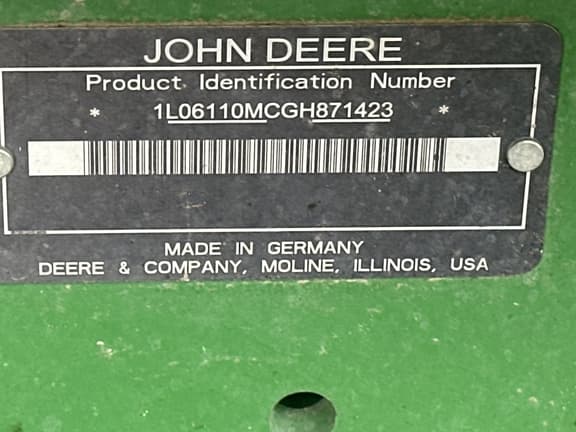 JOHN DEERE
Product Identification Number
* 1L06110MCGH871423 *
MADE IN GERMANY
DEERE & COMPANY, MOLINE, ILLINOIS, USA